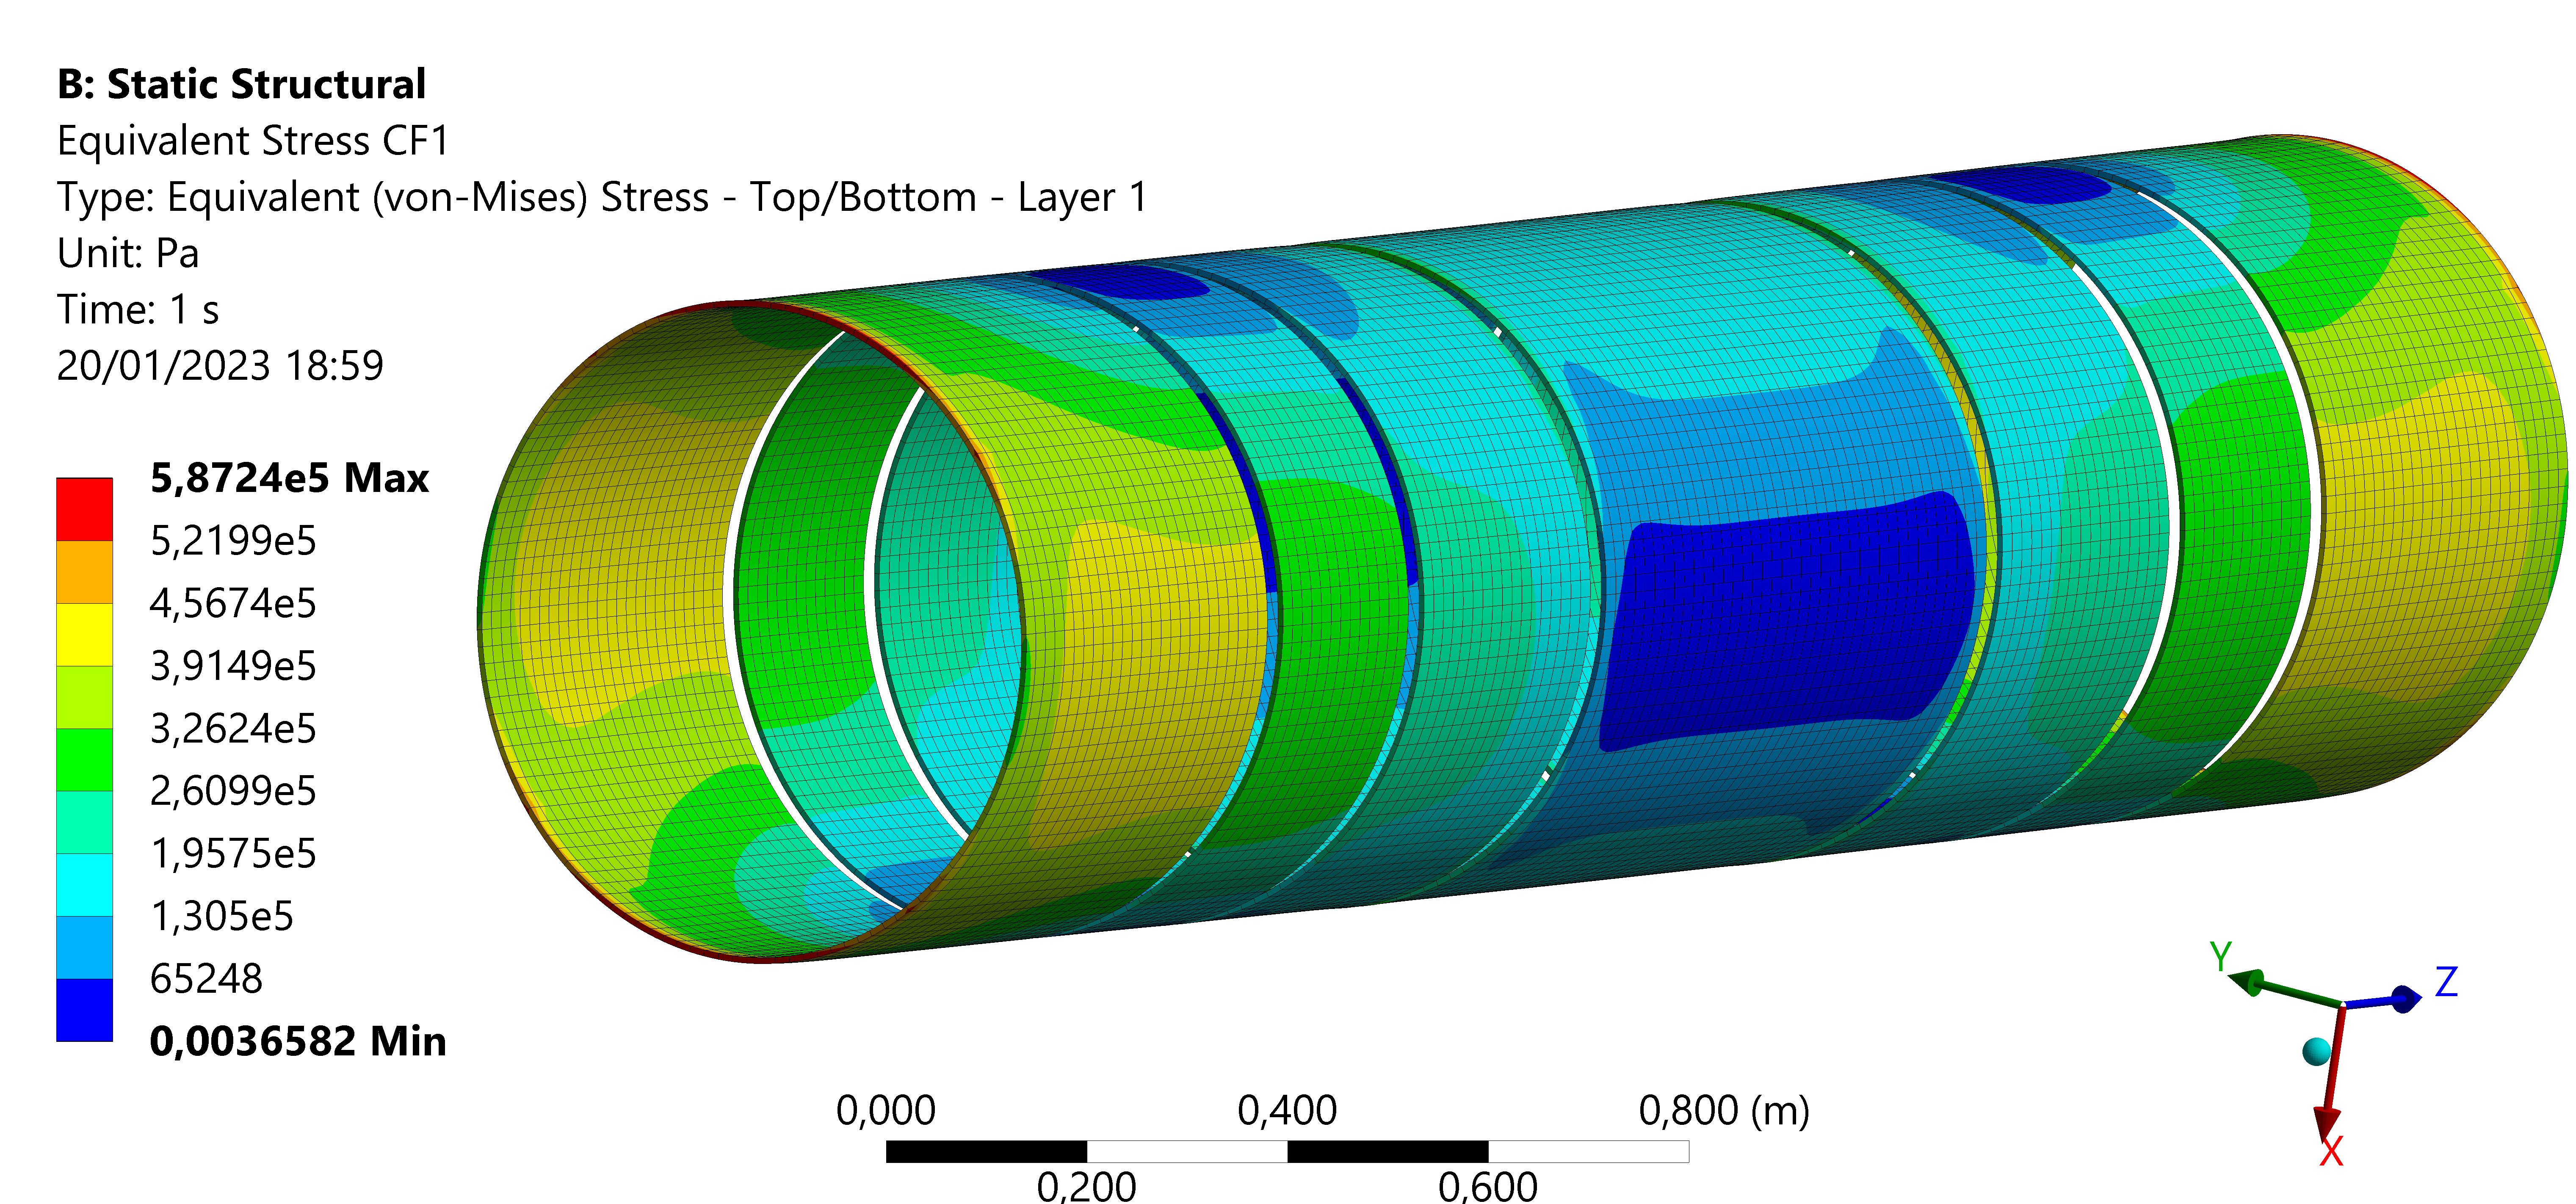 B: Static Structural
Equivalent Stress CF1
Type: Equivalent (von-Mises) Stress - Top/Bottom - Layer 1
Unit: Pa
Time: 1 s
20/01/2023 18:59
5,8724e5 Max
5,2199e5
4,5674e5
3,9149e5
3,2624e5
2,6099e5
1,9575e5
1,305e5
65248
0,0036582 Min
Y
Z
X
0,000
0,400
0,800 (m)
0,200
0,600